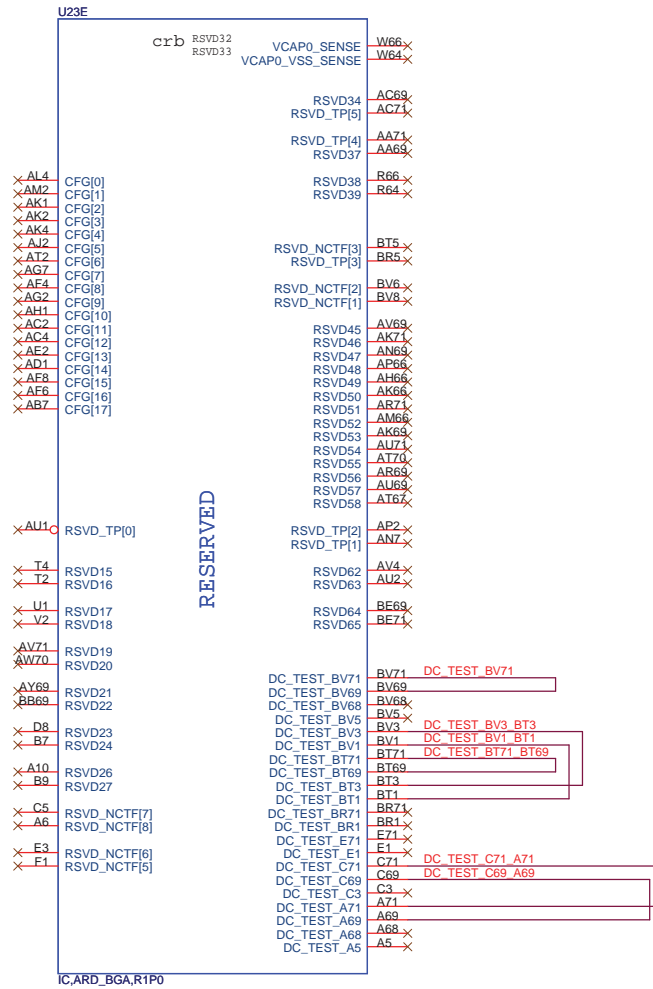 U23E
crb RSVD32
RSVD33
VCAP0_SENSE W66
VCAP0_VSS_SENSE W64
RSVD34 AC69
RSVD_TP[5] AC71
RSVD_TP[4] AA71
RSVD37 AA69
AL4 CFG[0] RSVD38 R66
AM2 CFG[1] RSVD39 R64
AK1 CFG[2]
AK2 CFG[3]
AK4 CFG[4]
AJ2 CFG[5] RSVD_NCTF[3] BT5
AT2 CFG[6] RSVD_TP[3] BR5
AG7 CFG[7]
AF4 CFG[8] RSVD_NCTF[2] BV6
AG2 CFG[9] RSVD_NCTF[1] BV8
AH1 CFG[10]
AC2 CFG[11] RSVD45 AV69
AC4 CFG[12] RSVD46 AK71
AE2 CFG[13] RSVD47 AN69
AD1 CFG[14] RSVD48 AP66
AF8 CFG[15] RSVD49 AH66
AF6 CFG[16] RSVD50 AK66
AB7 CFG[17] RSVD51 AR71
RSVD52 AM66
RSVD53 AK69
RSVD54 AU71
RSVD55 AT70
RSVD56 AR69
RSVD57 AU69
RSVD58 AT67
RESERVED
AU1 RSVD_TP[0] RSVD_TP[2] AP2
RSVD_TP[1] AN7
T4 RSVD15 RSVD62 AV4
T2 RSVD16 RSVD63 AU2
U1 RSVD17 RSVD64 BE69
V2 RSVD18 RSVD65 BE71
AV71 RSVD19
AW70 RSVD20
DC_TEST_BV71 BV71 DC_TEST_BV71
AY69 RSVD21 DC_TEST_BV69 BV69
BB69 RSVD22 DC_TEST_BV68 BV68
DC_TEST_BV5 BV5
D8 RSVD23 DC_TEST_BV3 BV3 DC_TEST_BV3_BT3
B7 RSVD24 DC_TEST_BV1 BV1 DC_TEST_BV1_BT1
DC_TEST_BT71 BT71 DC_TEST_BT71_BT69
A10 RSVD26 DC_TEST_BT69 BT69
B9 RSVD27 DC_TEST_BT3 BT3
DC_TEST_BT1 BT1
C5 RSVD_NCTF[7] DC_TEST_BR71 BR71
A6 RSVD_NCTF[8] DC_TEST_BR1 BR1
DC_TEST_E71 E71
E3 RSVD_NCTF[6] DC_TEST_E1 E1
F1 RSVD_NCTF[5] DC_TEST_C71 C71 DC_TEST_C71_A71
DC_TEST_C69 C69 DC_TEST_C69_A69
DC_TEST_C3 C3
DC_TEST_A71 A71
DC_TEST_A69 A69
DC_TEST_A68 A68
DC_TEST_A5 A5
IC,ARD_BGA,R1P0